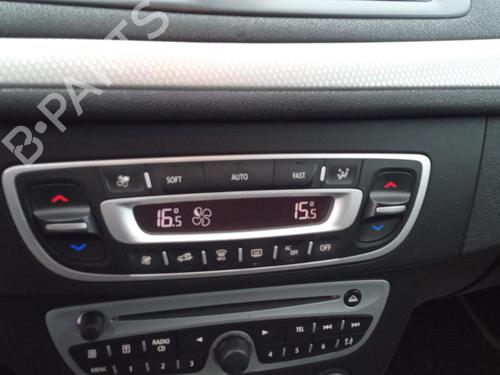 B-PARTS
SOFT AUTO FAST
16.5 15.5
AC OFF OFF
RADIO CD TEL
MENU 1 2 3 4 5 6